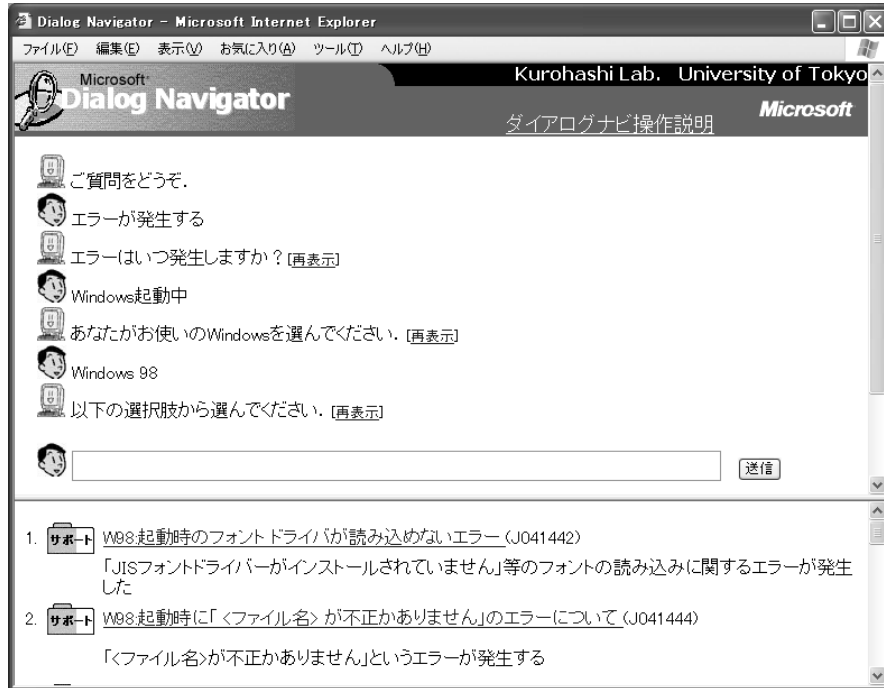 Dialog Navigator - Microsoft Internet Explorer
ファイル(F) 編集(E) 表示(V) お気に入り(A) ツール(T) ヘルプ(H)
Kurohashi Lab. University of Tokyo
Microsoft
Dialog Navigator
Microsoft
ダイアログナビ操作説明
ご質問をどうぞ.
エラーが発生する
エラーはいつ発生しますか？[再表示]
Windows起動中
あなたがお使いのWindowsを選んでください. [再表示]
Windows 98
以下の選択肢から選んでください. [再表示]
送信
1. サポート W98:起動時のフォントドライバが読み込めないエラー (J041442)
「JISフォントドライバーがインストールされていません」等のフォントの読み込みに関するエラーが発生
した
2. サポート W98:起動時に「<ファイル名> が不正かありません」のエラーについて (J041444)
「<ファイル名>が不正かありません」というエラーが発生する